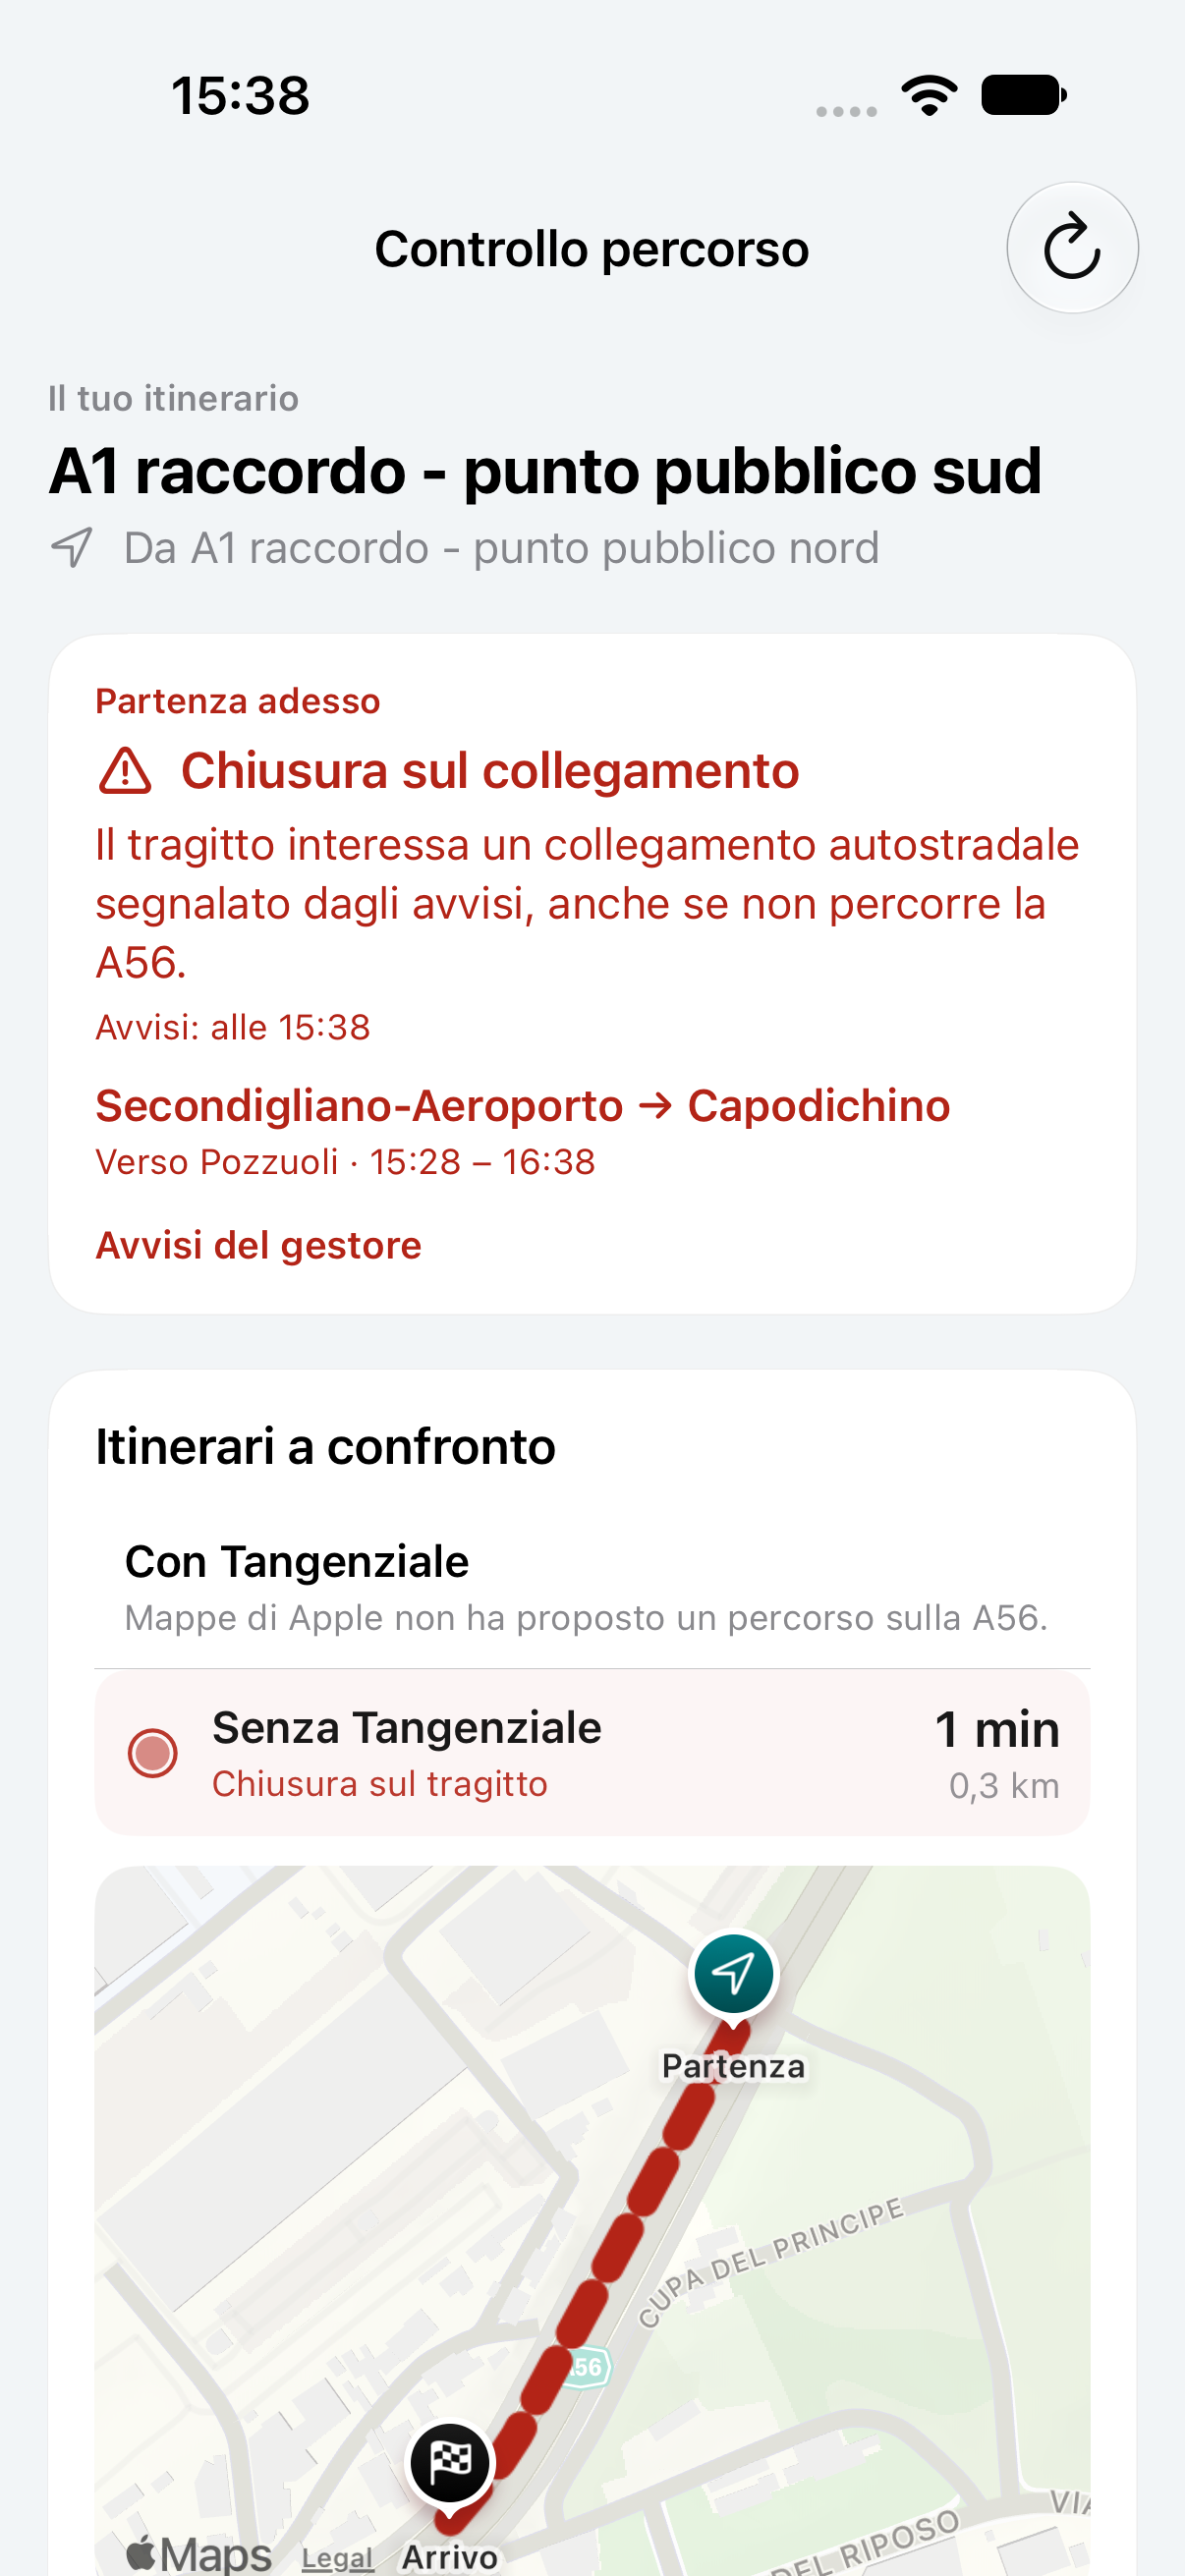 15:38
Controllo percorso
Il tuo itinerario
A1 raccordo - punto pubblico sud
Da A1 raccordo - punto pubblico nord
Partenza adesso
Chiusura sul collegamento
Il tragitto interessa un collegamento autostradale
segnalato dagli avvisi, anche se non percorre la
A56.
Avvisi: alle 15:38
Secondigliano-Aeroporto → Capodichino
Verso Pozzuoli · 15:28 – 16:38
Avvisi del gestore
Itinerari a confronto
Con Tangenziale
Mappe di Apple non ha proposto un percorso sulla A56.
Senza Tangenziale
1 min
Chiusura sul tragitto
0,3 km
Partenza
CUPA DEL PRINCIPE
56
VIA
DEL RIPOSO
Maps
Legal
Arrivo